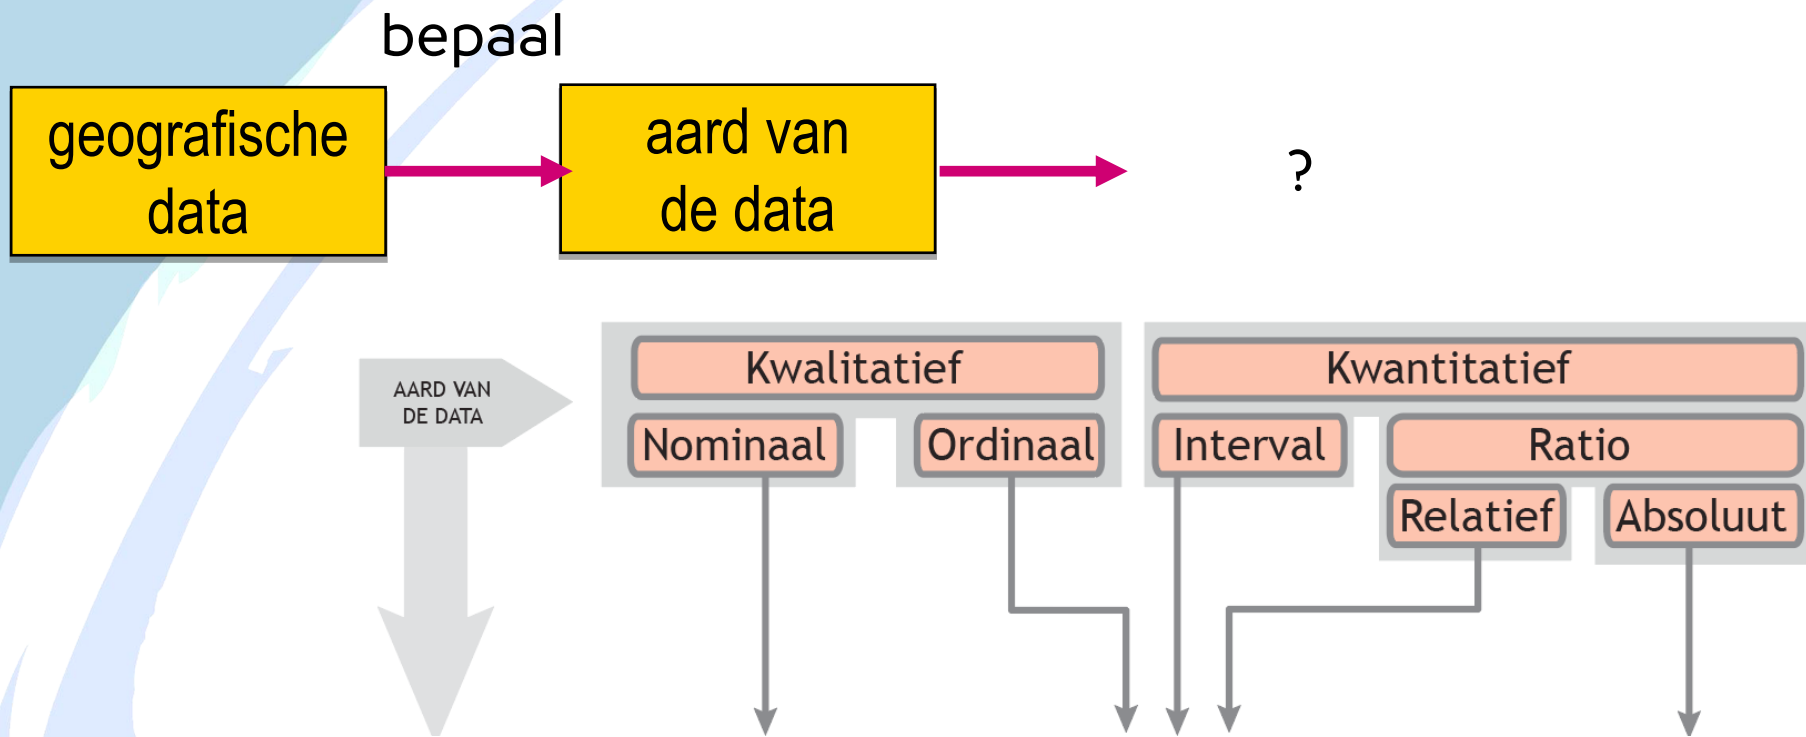 bepaal
geografische
data
aard van
de data
?
AARD VAN
DE DATA
Kwalitatief
Kwantitatief
Nominaal
Ordinaal
Interval
Ratio
Relatief
Absoluut